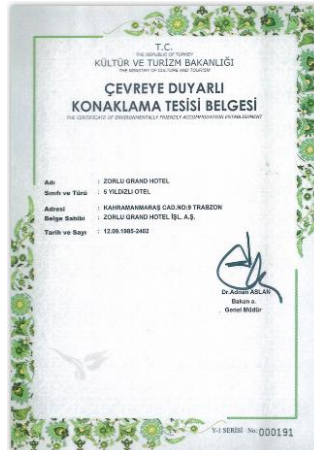 T.C.
THE REPUBLIC OF TURKEY
KÜLTÜR VE TURİZM BAKANLIĞI
THE MINISTRY OF CULTURE AND TOURISM
ÇEVREYE DUYARLI
KONAKLAMA TESİSİ BELGESİ
THE CERTIFICATE OF ENVIRONMENTALLY FRIENDLY ACCOMMODATION ESTABLISHMENT
Adı : ZORLU GRAND HOTEL
Sınıfı ve Türü : 5 YILDIZLI OTEL
Adresi : KAHRAMANMARAŞ CAD.NO:9 TRABZON
Belge Sahibi : ZORLU GRAND HOTEL İŞL. A.Ş.
Tarih ve Sayı : 12.09.1985-2402
Dr.Adnan ASLAN
Bakan a.
Genel Müdür
Y-1 SERİSİ No: 000191